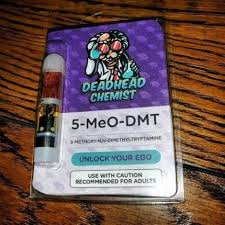 DEADHEAD
CHEMIST
5-MeO-DMT
5-METHOXY-N,N-DIMETHYLTRYPTAMINE
UNLOCK YOUR EGO
USE WITH CAUTION
RECOMMENDED FOR ADULTS